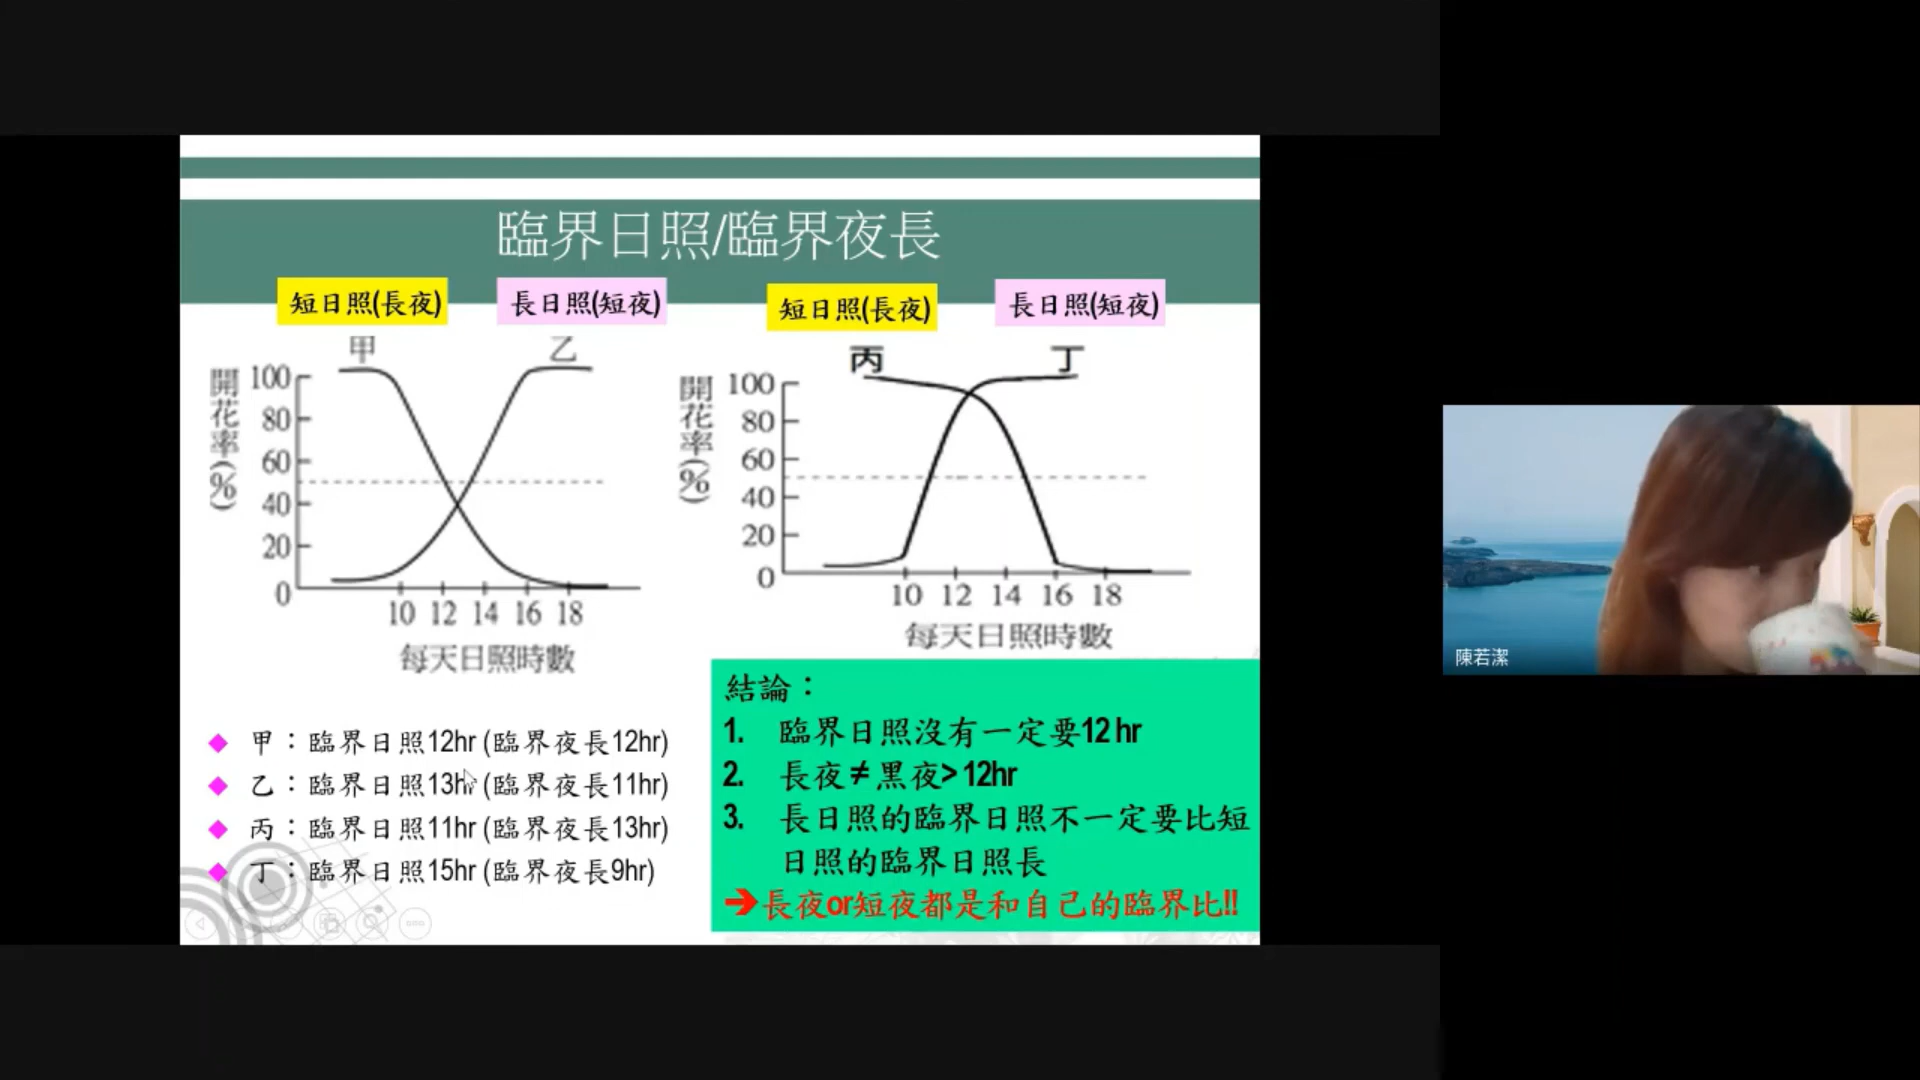 臨界日照/臨界夜長
短日照(長夜)
長日照(短夜)
短日照(長夜)
長日照(短夜)
甲
乙
開花率(%)
100
80
60
40
20
0
10 12 14 16 18
每天日照時數
丙
丁
開花率(%)
100
80
60
40
20
0
10 12 14 16 18
每天日照時數
甲：臨界日照12hr (臨界夜長12hr)
乙：臨界日照13hr (臨界夜長11hr)
丙：臨界日照11hr (臨界夜長13hr)
丁：臨界日照15hr (臨界夜長9hr)
結論：
1. 臨界日照沒有一定要12 hr
2. 長夜≠黑夜> 12hr
3. 長日照的臨界日照不一定要比短
日照的臨界日照長
➔長夜or短夜都是和自己的臨界比!!
陳若潔